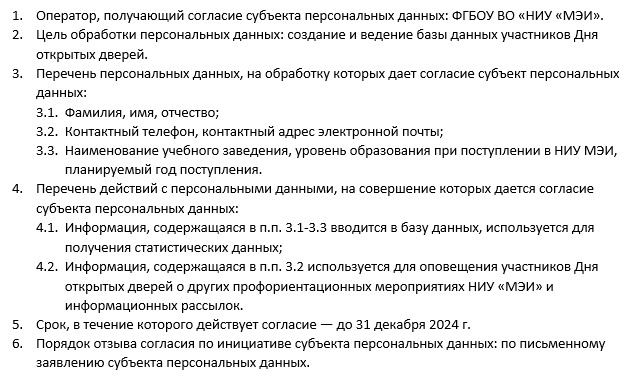 1. Оператор, получающий согласие субъекта персональных данных: ФГБОУ ВО «НИУ «МЭИ».
2. Цель обработки персональных данных: создание и ведение базы данных участников Дня
открытых дверей.
3. Перечень персональных данных, на обработку которых дает согласие субъект персональных
данных:
3.1. Фамилия, имя, отчество;
3.2. Контактный телефон, контактный адрес электронной почты;
3.3. Наименование учебного заведения, уровень образования при поступлении в НИУ МЭИ,
планируемый год поступления.
4. Перечень действий с персональными данными, на совершение которых дается согласие
субъекта персональных данных:
4.1. Информация, содержащаяся в п.п. 3.1-3.3 вводится в базу данных, используется для
получения статистических данных;
4.2. Информация, содержащаяся в п.п. 3.2 используется для оповещения участников Дня
открытых дверей о других профориентационных мероприятиях НИУ «МЭИ» и
информационных рассылок.
5. Срок, в течение которого действует согласие — до 31 декабря 2024 г.
6. Порядок отзыва согласия по инициативе субъекта персональных данных: по письменному
заявлению субъекта персональных данных.